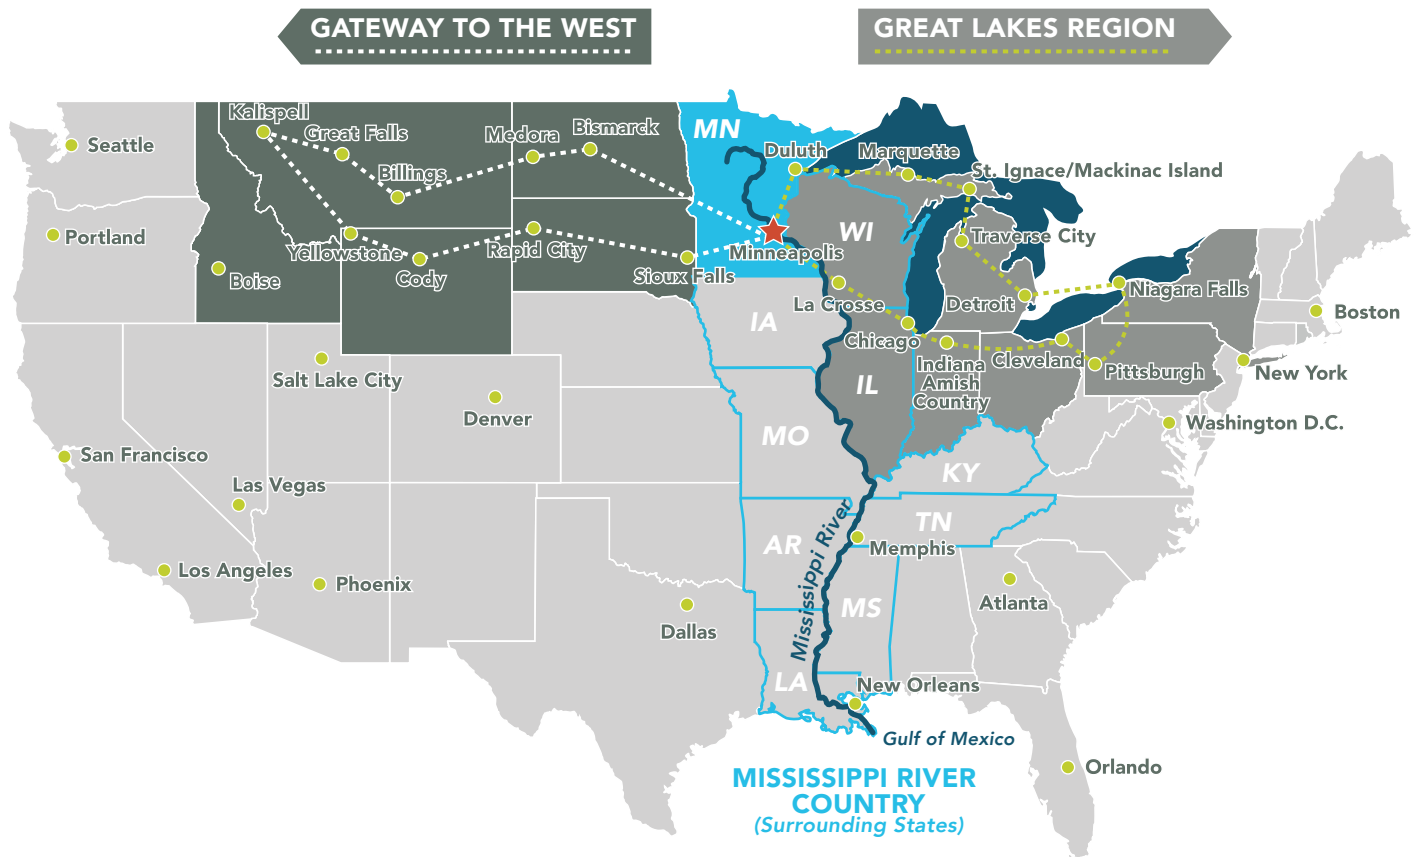 GATEWAY TO THE WEST
GREAT LAKES REGION
Kalispell
Great Falls
Billings
Medora
Bismarck
MN
Duluth
Marquette
St. Ignace/Mackinac Island
Seattle
Portland
Boise
Yellowstone
Cody
Rapid City
Sioux Falls
Minneapolis
WI
Traverse City
La Crosse
Detroit
Niagara Falls
Boston
IA
Chicago
Indiana
Amish
Country
Cleveland
Pittsburgh
New York
Salt Lake City
Denver
IL
Washington D.C.
MO
KY
San Francisco
Las Vegas
TN
AR
Mississippi River
Memphis
Los Angeles
Phoenix
Dallas
MS
Atlanta
LA
New Orleans
Gulf of Mexico
Orlando
MISSISSIPPI RIVER
COUNTRY
(Surrounding States)